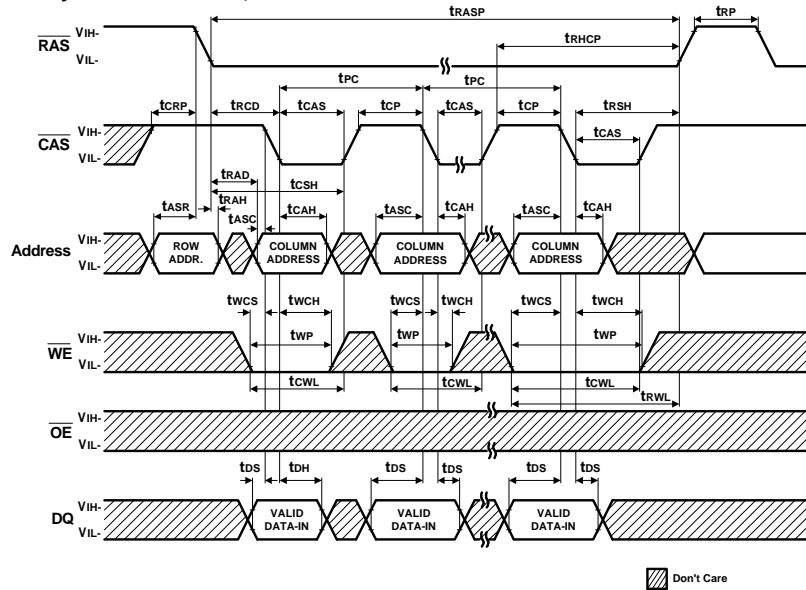 tRASP
tRP
tRHCP
RAS
VIH-
VIL-
tPC
tPC
tCRP
tRCD
tCAS
tCP
tCAS
tCP
tRSH
tCAS
CAS
VIH-
VIL-
tRAD
tCSH
tASR
tRAH
tASC
tCAH
tASC
tCAH
tASC
tCAH
Address
VIH-
VIL-
ROW
ADDR.
COLUMN
ADDRESS
COLUMN
ADDRESS
COLUMN
ADDRESS
tWCS
tWCH
tWCS
tWCH
tWCS
tWCH
tWP
tWP
tWP
WE
VIH-
VIL-
tCWL
tCWL
tCWL
tRWL
OE
VIH-
VIL-
tDS
tDH
tDS
tDS
tDS
tDS
DQ
VIH-
VIL-
VALID
DATA-IN
VALID
DATA-IN
VALID
DATA-IN
Don't Care